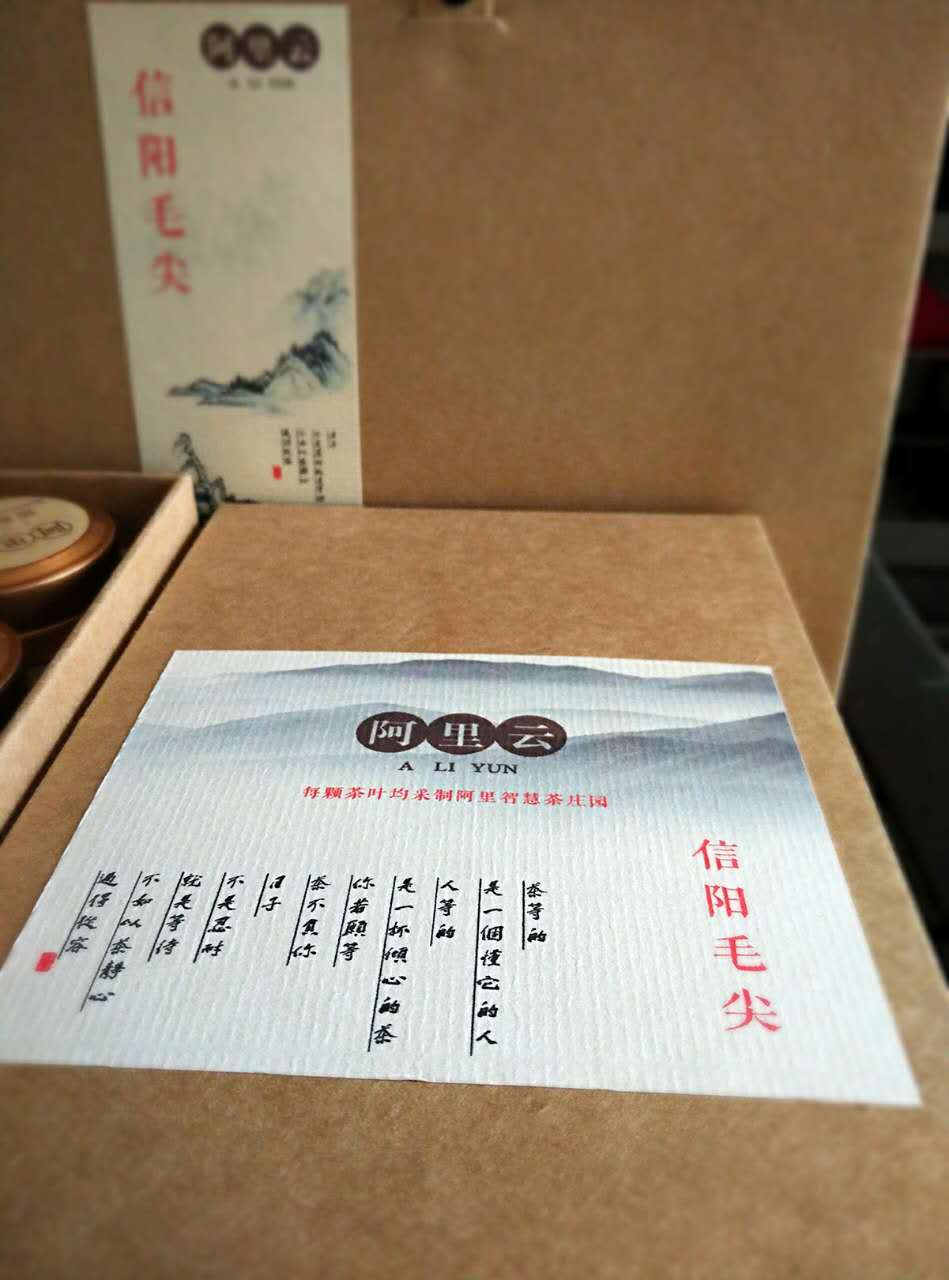 阿里云
A LI YUN
信阳毛尖
阿里云
A LI YUN
每颗茶叶均采制阿里智慧茶庄园
信阳毛尖
茶等的
是一個懂它的人
人等的
是一杯傾心的茶
你若願等
茶不負你
日子
不是忍耐
就是等待
不如以茶靜心
過得從容